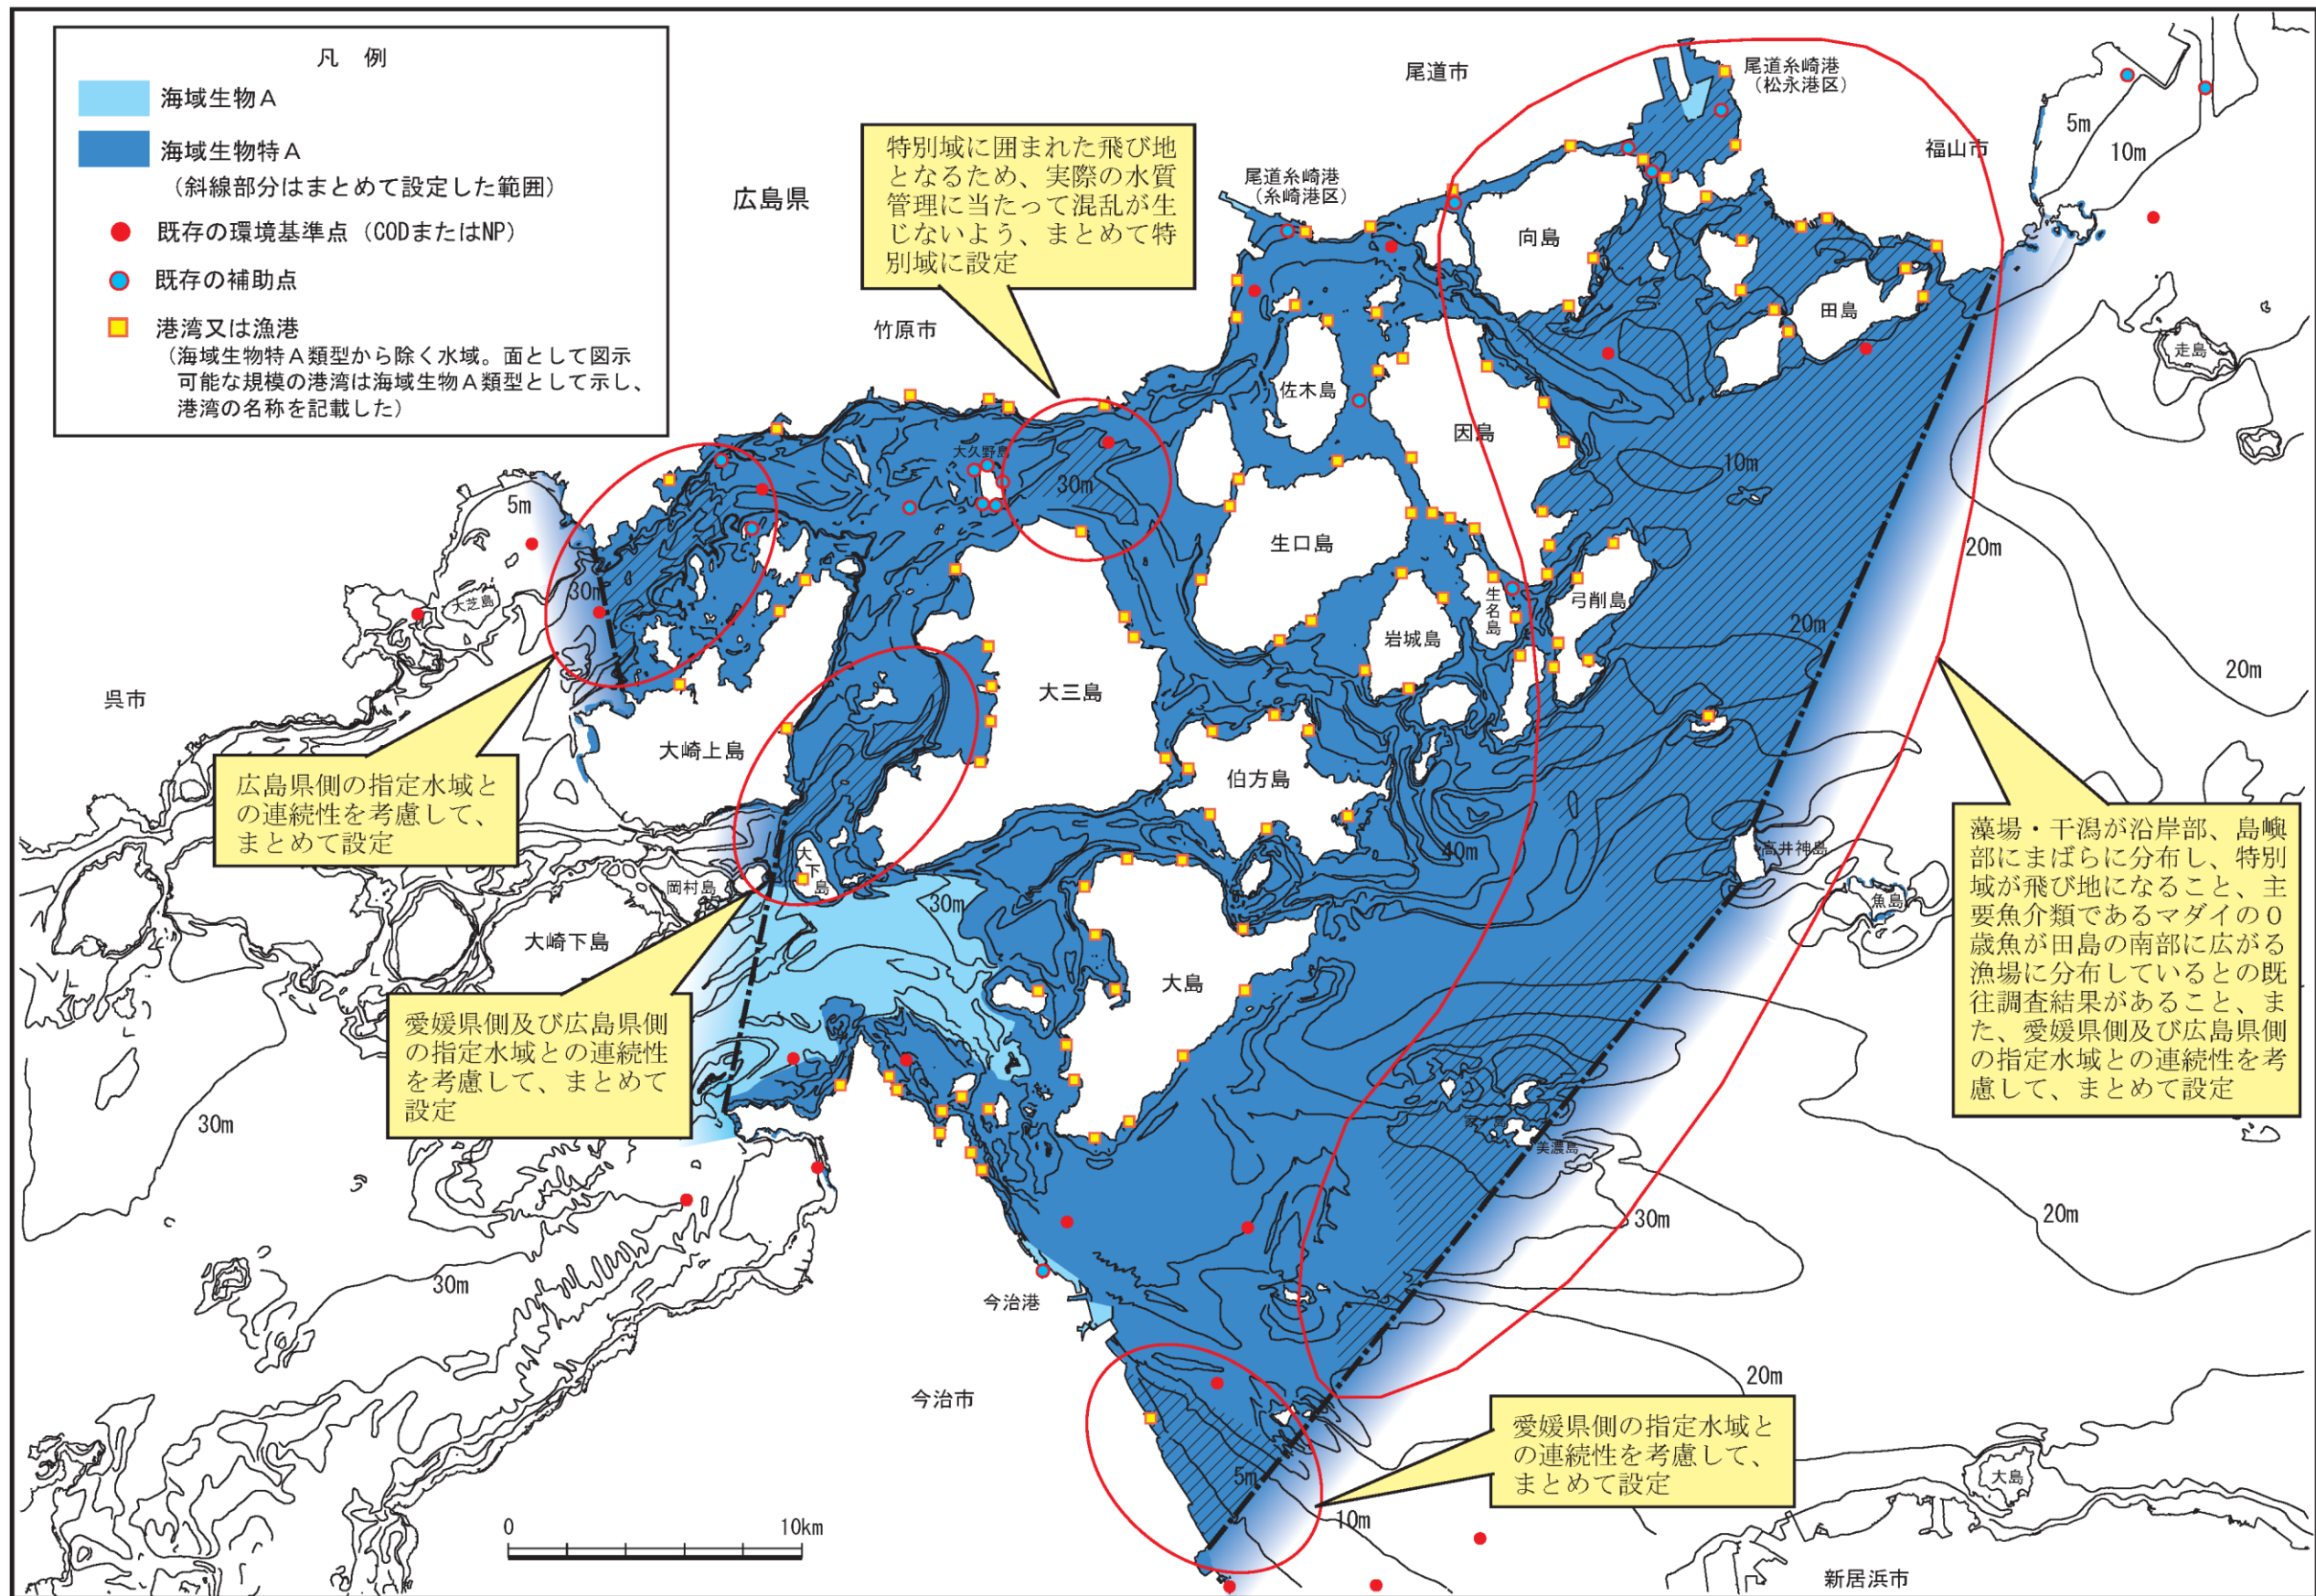 凡 例
海域生物A
海域生物特A
(斜線部分はまとめて設定した範囲)
既存の環境基準点(CODまたはNP)
既存の補助点
港湾又は漁港
(海域生物特A類型から除く水域。面として図示
可能な規模の港湾は海域生物A類型として示し、
港湾の名称を記載した)
特別域に囲まれた飛び地
となるため、実際の水質
管理に当たって混乱が生
じないよう、まとめて特
別域に設定
尾道市
尾道糸崎港
(松永港区)
福山市
5m
10m
広島県
尾道糸崎港
(糸崎港区)
向島
田島
走島
竹原市
佐木島
因島
大久野島
30m
10m
5m
20m
生口島
30m
大芝島
生名島
弓削島
岩城島
20m
20m
呉市
大三島
大崎上島
伯方島
広島県側の指定水域と
の連続性を考慮して、
まとめて設定
大下島
岡村島
40m
高井神島
魚島
30m
大崎下島
大島
藻場・干潟が沿岸部、島嶼
部にまばらに分布し、特別
域が飛び地になること、主
要魚介類であるマダイの0
歳魚が田島の南部に広がる
漁場に分布しているとの既
往調査結果があること、ま
た、愛媛県側及び広島県側
の指定水域との連続性を考
慮して、まとめて設定
愛媛県側及び広島県側
の指定水域との連続性
を考慮して、まとめて
設定
30m
美濃島
30m
20m
30m
今治港
20m
今治市
愛媛県側の指定水域と
の連続性を考慮して、
まとめて設定
5m
10m
大島
0
10km
新居浜市